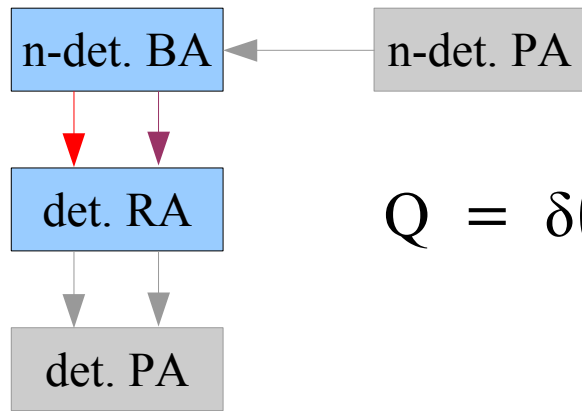 n-det. BA
n-det. PA
det. RA
Q = δ(
det. PA